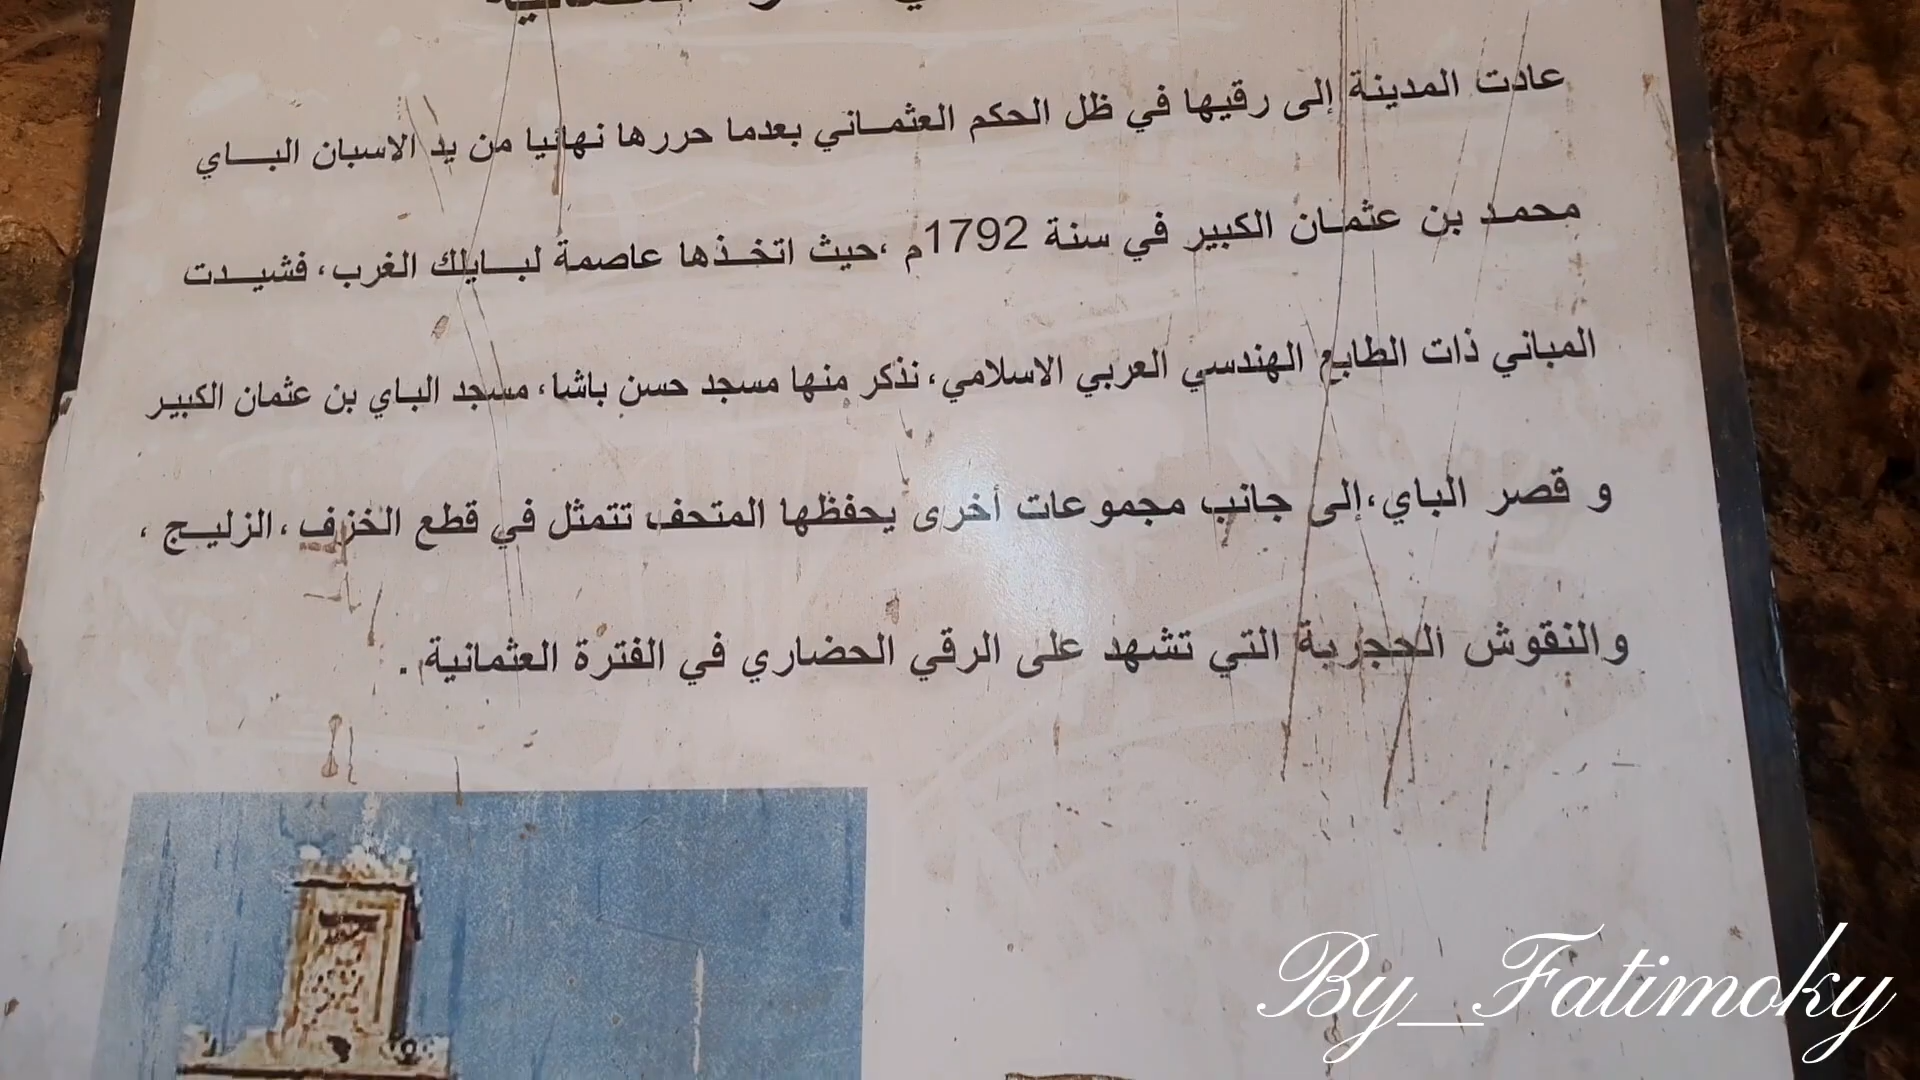 عادت المدينة إلى رقيها في ظل الحكم العثماني بعدما حررها نهائيا من يد الاسبان الباي
محمد بن عثمان الكبير في سنة 1792م ،حيث اتخذها عاصمة لبايلك الغرب، فشيدت
المباني ذات الطابع الهندسي العربي الاسلامي، نذكر منها مسجد حسن باشا، مسجد الباي بن عثمان الكبير
و قصر الباي،إلى جانب مجموعات أخرى يحفظها المتحف تتمثل في قطع الخزف ،الزليج ،
والنقوش الحجرية التي تشهد على الرقي الحضاري في الفترة العثمانية .
By_Fatimoky